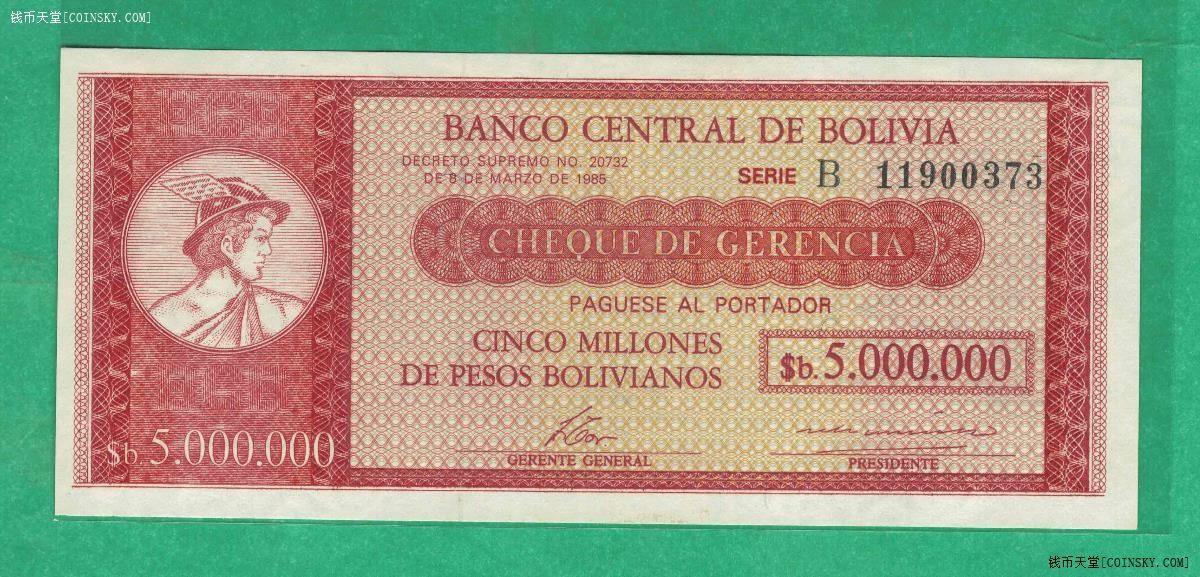 钱币天堂[COINSKY.COM]
BANCO CENTRAL DE BOLIVIA
DECRETO SUPREMO NO. 20732
DE 8 DE MARZO DE 1985
SERIE B 11900373
CHEQUE DE GERENCIA
PAGUESE AL PORTADOR
CINCO MILLONES
DE PESOS BOLIVIANOS
$b. 5.000.000
$b. 5.000.000
GERENTE GENERAL
PRESIDENTE
钱币天堂[COINSKY.COM]